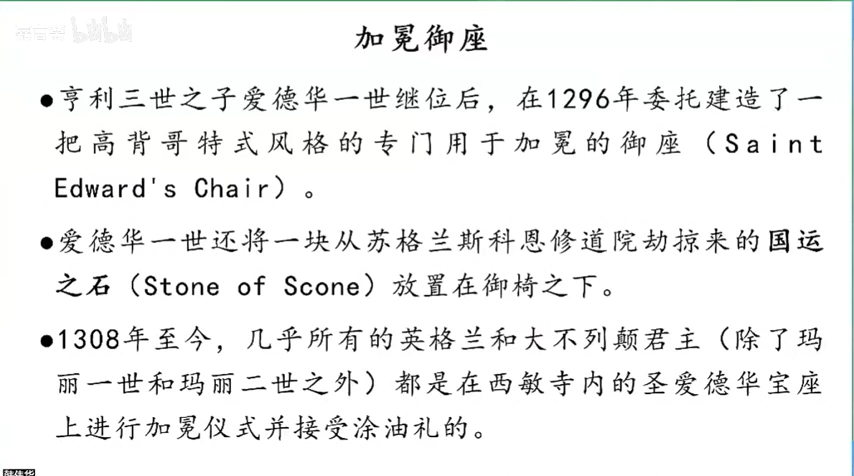 bilibili
加冕御座
●亨利三世之子爱德华一世继位后，在1296年委托建造了一
把高背哥特式风格的专门用于加冕的御座（Saint
Edward's Chair）。
●爱德华一世还将一块从苏格兰斯科恩修道院劫掠来的国运
之石（Stone of Scone）放置在御椅之下。
●1308年至今，几乎所有的英格兰和大不列颠君主（除了玛
丽一世和玛丽二世之外）都是在西敏寺内的圣爱德华宝座
上进行加冕仪式并接受涂油礼的。